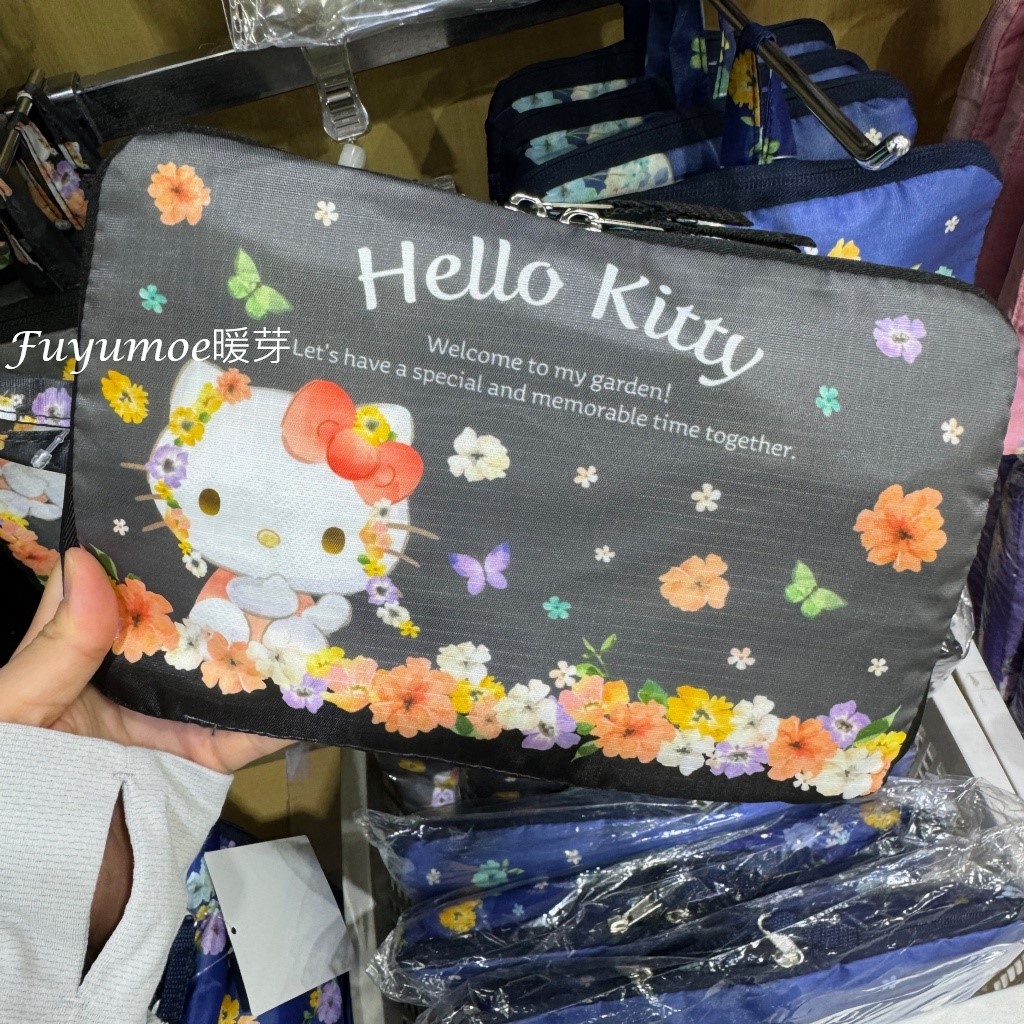 Hello Kitty
Welcome to my garden!
Let's have a special and memorable time together.
Fuyumoe暖芽